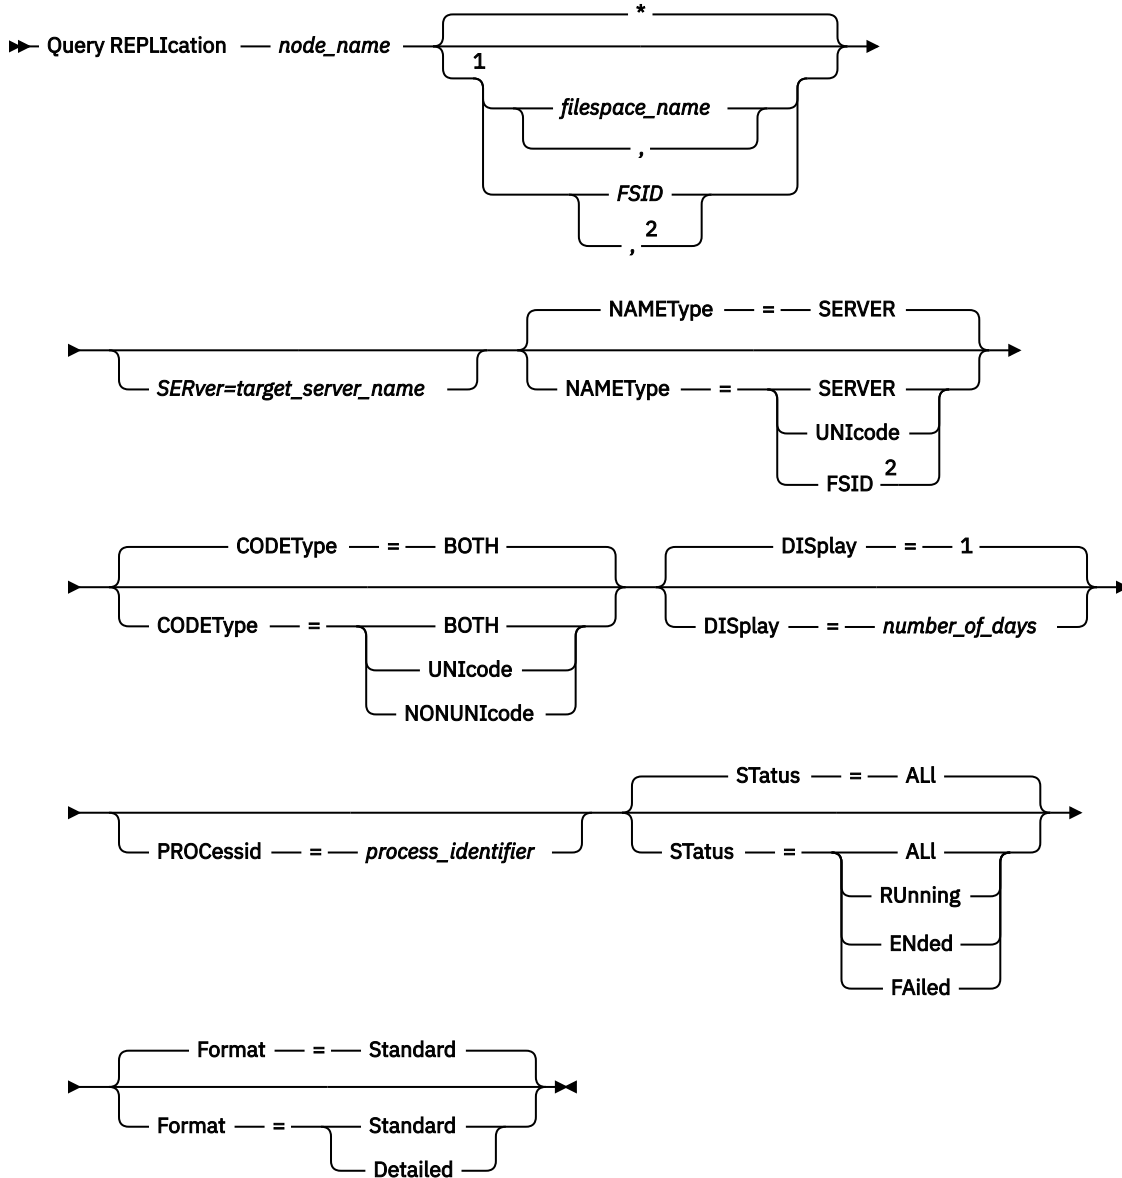 *
Query REPLIcation node_name
1
filespace_name
,
FSID
2
,
NAMEType = SERVER
SERver=target_server_name NAMEType = SERVER
UNIcode
2
FSID
CODEType = BOTH DISplay = 1
CODEType = BOTH DISplay = number_of_days
UNIcode
NONUNIcode
STatus = ALl
PROCessid = process_identifier STatus = ALl
RUnning
ENded
FAiled
Format = Standard
Format = Standard
Detailed